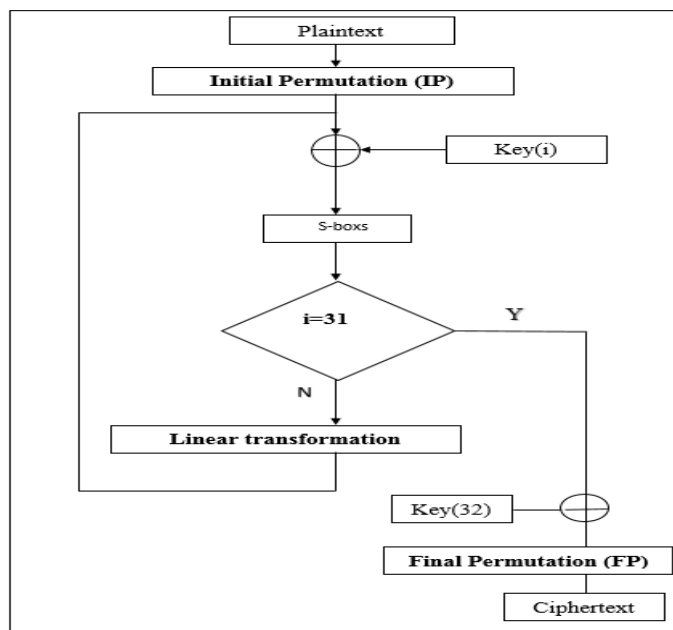 Plaintext
Initial Permutation (IP)
Key(i)
S-boxs
i=31
Y
N
Linear transformation
Key(32)
Final Permutation (FP)
Ciphertext